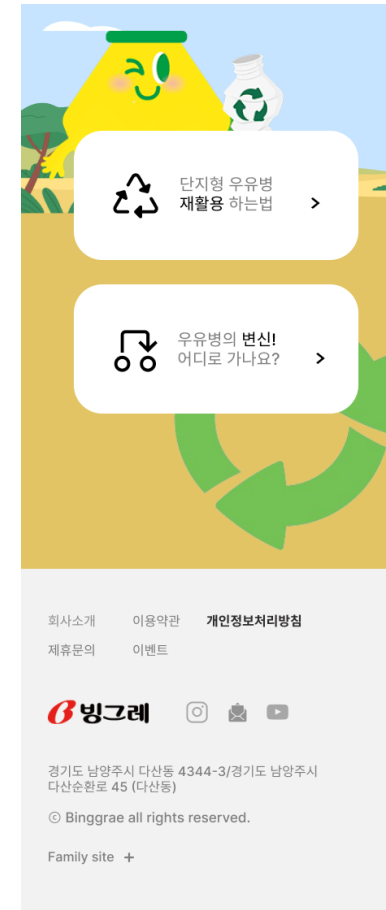 단지형 우유병
재활용 하는법
우유병의 변신!
어디로 가나요?
회사소개 이용약관 개인정보처리방침
제휴문의 이벤트
빙그레
경기도 남양주시 다산동 4344-3/경기도 남앙주시
다산순환로 45 (다산동)
ⓒ Binggrae all rights reserved.
Family site +